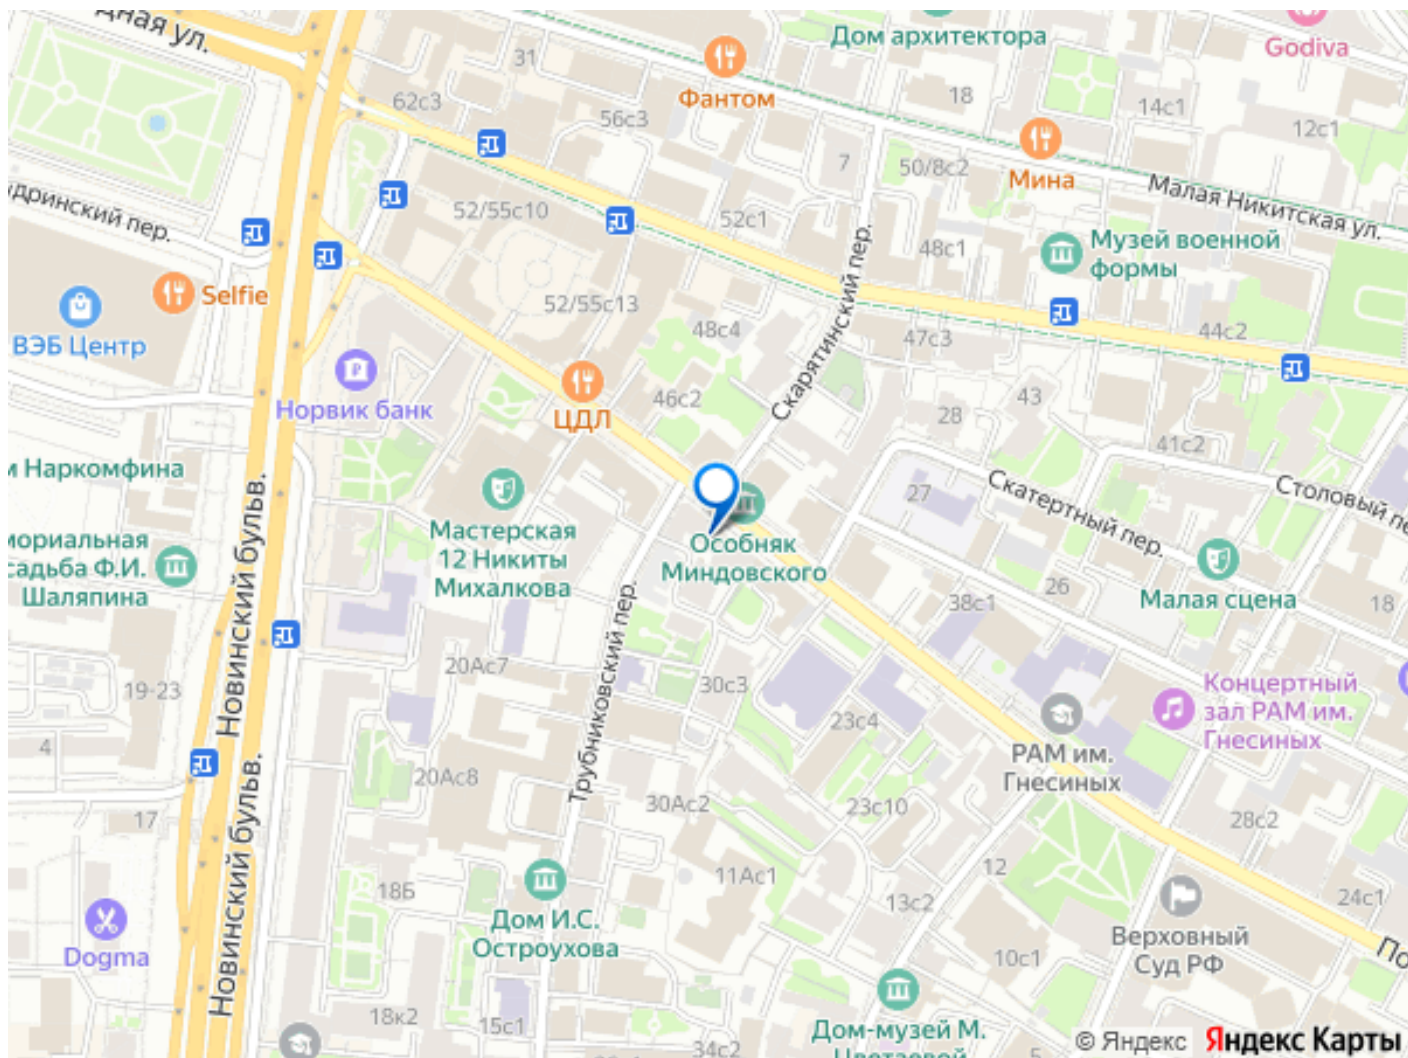 дная ул.
31
62с3
56с3
Фантом
Дом архитектора
Godiva
18
14с1
12с1
7
50/8с2
Мина
Малая Никитская ул.
дринский пер.
52/55с10
52с1
48с1
Музей военной
формы
Selfie
52/55с13
Скарятинский пер.
ВЭБ Центр
48с4
47с3
44с2
Норвик банк
ЦДЛ
46с2
28
43
41с2
м Наркомфина
Новинский бульв.
27
Скатертный пер.
Столовый пе
Мастерская
12 Никиты
Михалкова
Особняк
Миндовского
мориальная
садьба Ф.И.
Шаляпина
38с1
26
Малая сцена
18
19-23
20Ас7
Трубниковский пер.
30с3
23с4
Концертный
зал РАМ им.
Гнесиных
РАМ им.
Гнесиных
4
Новинский бульв.
20Ас8
30Ас2
23с10
17
28с2
18Б
11Ас1
12
13с2
24с1
Dogma
Дом И.С.
Остроухова
Верховный
Суд РФ
По
10с1
18к2
15с1
Дом-музей М.
Цветаевой
34с2
5
© Яндекс
Яндекс Карты